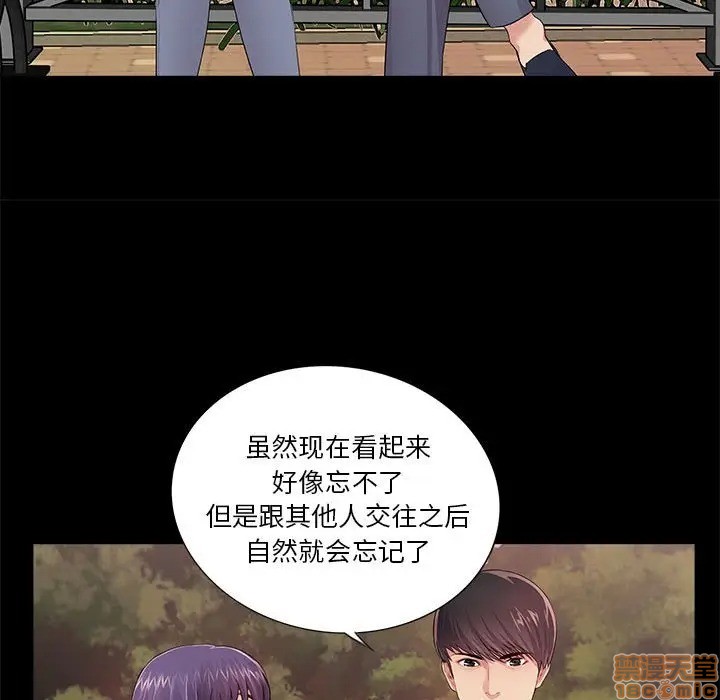 虽然现在看起来
好像忘不了
但是跟其他人交往之后
自然就会忘记了